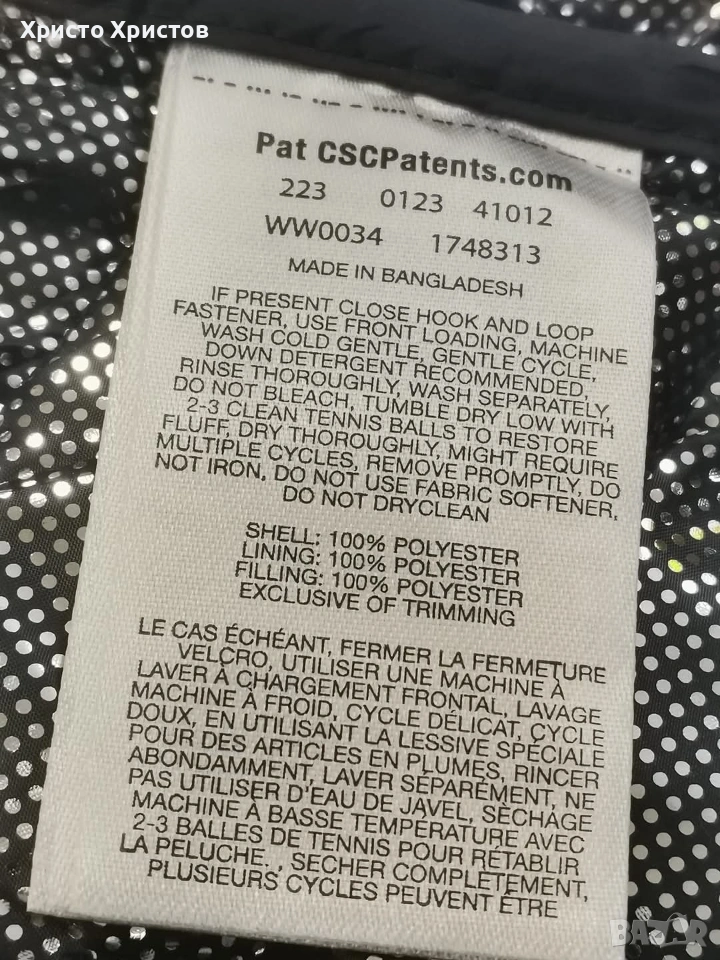 Христо Христов
Pat CSCPatents.com
223 0123 41012
WW0034 1748313
MADE IN BANGLADESH
IF PRESENT CLOSE HOOK AND LOOP
FASTENER, USE FRONT LOADING, MACHINE
WASH COLD GENTLE, GENTLE CYCLE,
DOWN DETERGENT RECOMMENDED,
RINSE THOROUGHLY, WASH SEPARATELY,
DO NOT BLEACH, TUMBLE DRY LOW WITH
2-3 CLEAN TENNIS BALLS TO RESTORE
FLUFF, DRY THOROUGHLY, MIGHT REQUIRE
MULTIPLE CYCLES, REMOVE PROMPTLY, DO
NOT IRON, DO NOT USE FABRIC SOFTENER,
DO NOT DRYCLEAN
SHELL: 100% POLYESTER
LINING: 100% POLYESTER
FILLING: 100% POLYESTER
EXCLUSIVE OF TRIMMING
LE CAS ÉCHÉANT, FERMER LA FERMETURE
VELCRO, UTILISER UNE MACHINE À
LAVER À CHARGEMENT FRONTAL, LAVAGE
MACHINE À FROID, CYCLE DÉLICAT, CYCLE
DOUX, EN UTILISANT LA LESSIVE SPÉCIALE
POUR DES ARTICLES EN PLUMES, RINCER
ABONDAMMENT, LAVER SÉPARÉMENT, NE
PAS UTILISER D'EAU DE JAVEL, SÉCHAGE
MACHINE À BASSE TEMPÉRATURE AVEC
2-3 BALLES DE TENNIS POUR RÉTABLIR
LA PELUCHE. , SECHER COMPLÈTEMENT,
PLUSIEURS CYCLES PEUVENT ÊTRE
BAZAR